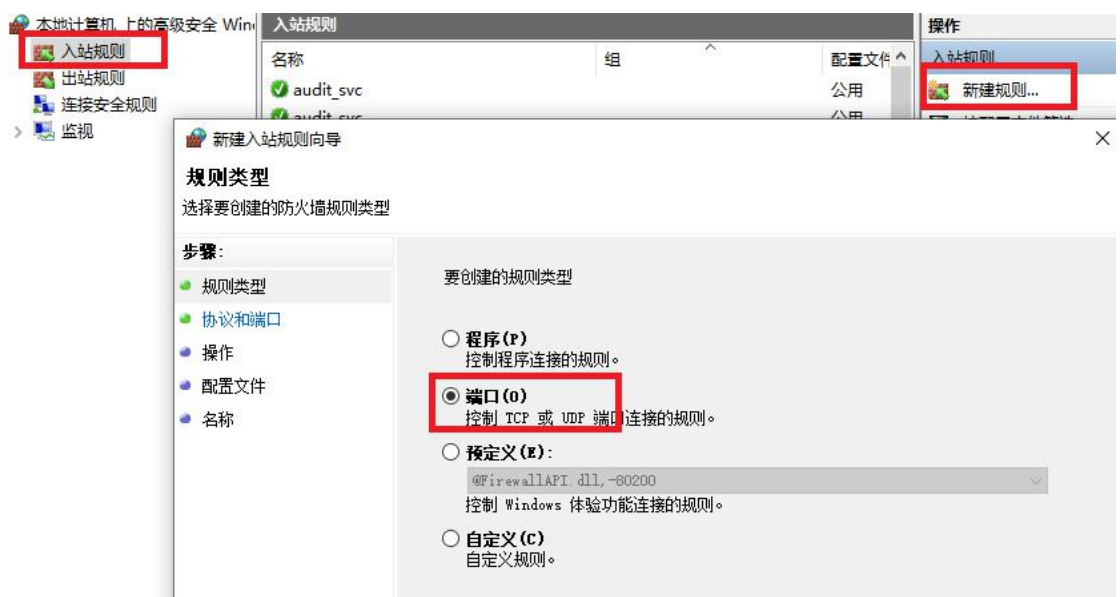 本地计算机 上的高级安全 Win
入站规则
出站规则
连接安全规则
监视
入站规则
名称 组 配置文件
audit_svc 公用
audit_svc 公用
操作
入站规则
新建规则...
新建入站规则向导
规则类型
选择要创建的防火墙规则类型
步骤:
规则类型
协议和端口
操作
配置文件
名称
要创建的规则类型
程序(P)
控制程序连接的规则。
端口(O)
控制 TCP 或 UDP 端口连接的规则。
预定义(E):
@FirewallAPI.dll,-80200
控制 Windows 体验功能连接的规则。
自定义(C)
自定义规则。